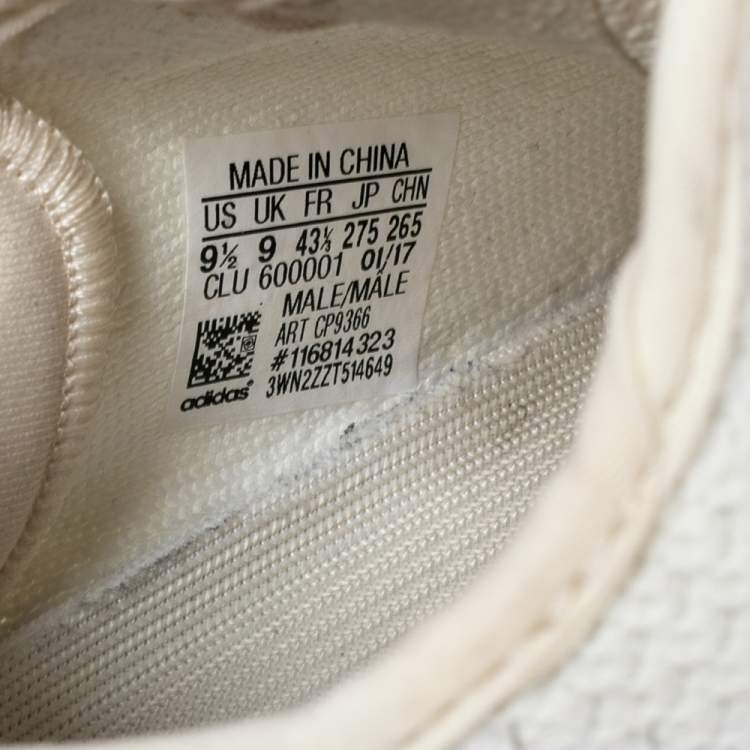 MADE IN CHINA
US UK FR JP CHN
9½ 9 43⅓ 275 265
CLU 600001 01/17
MALE/MÂLE
ART CP9366
#116814323
3WN2ZZT514649
adidas®